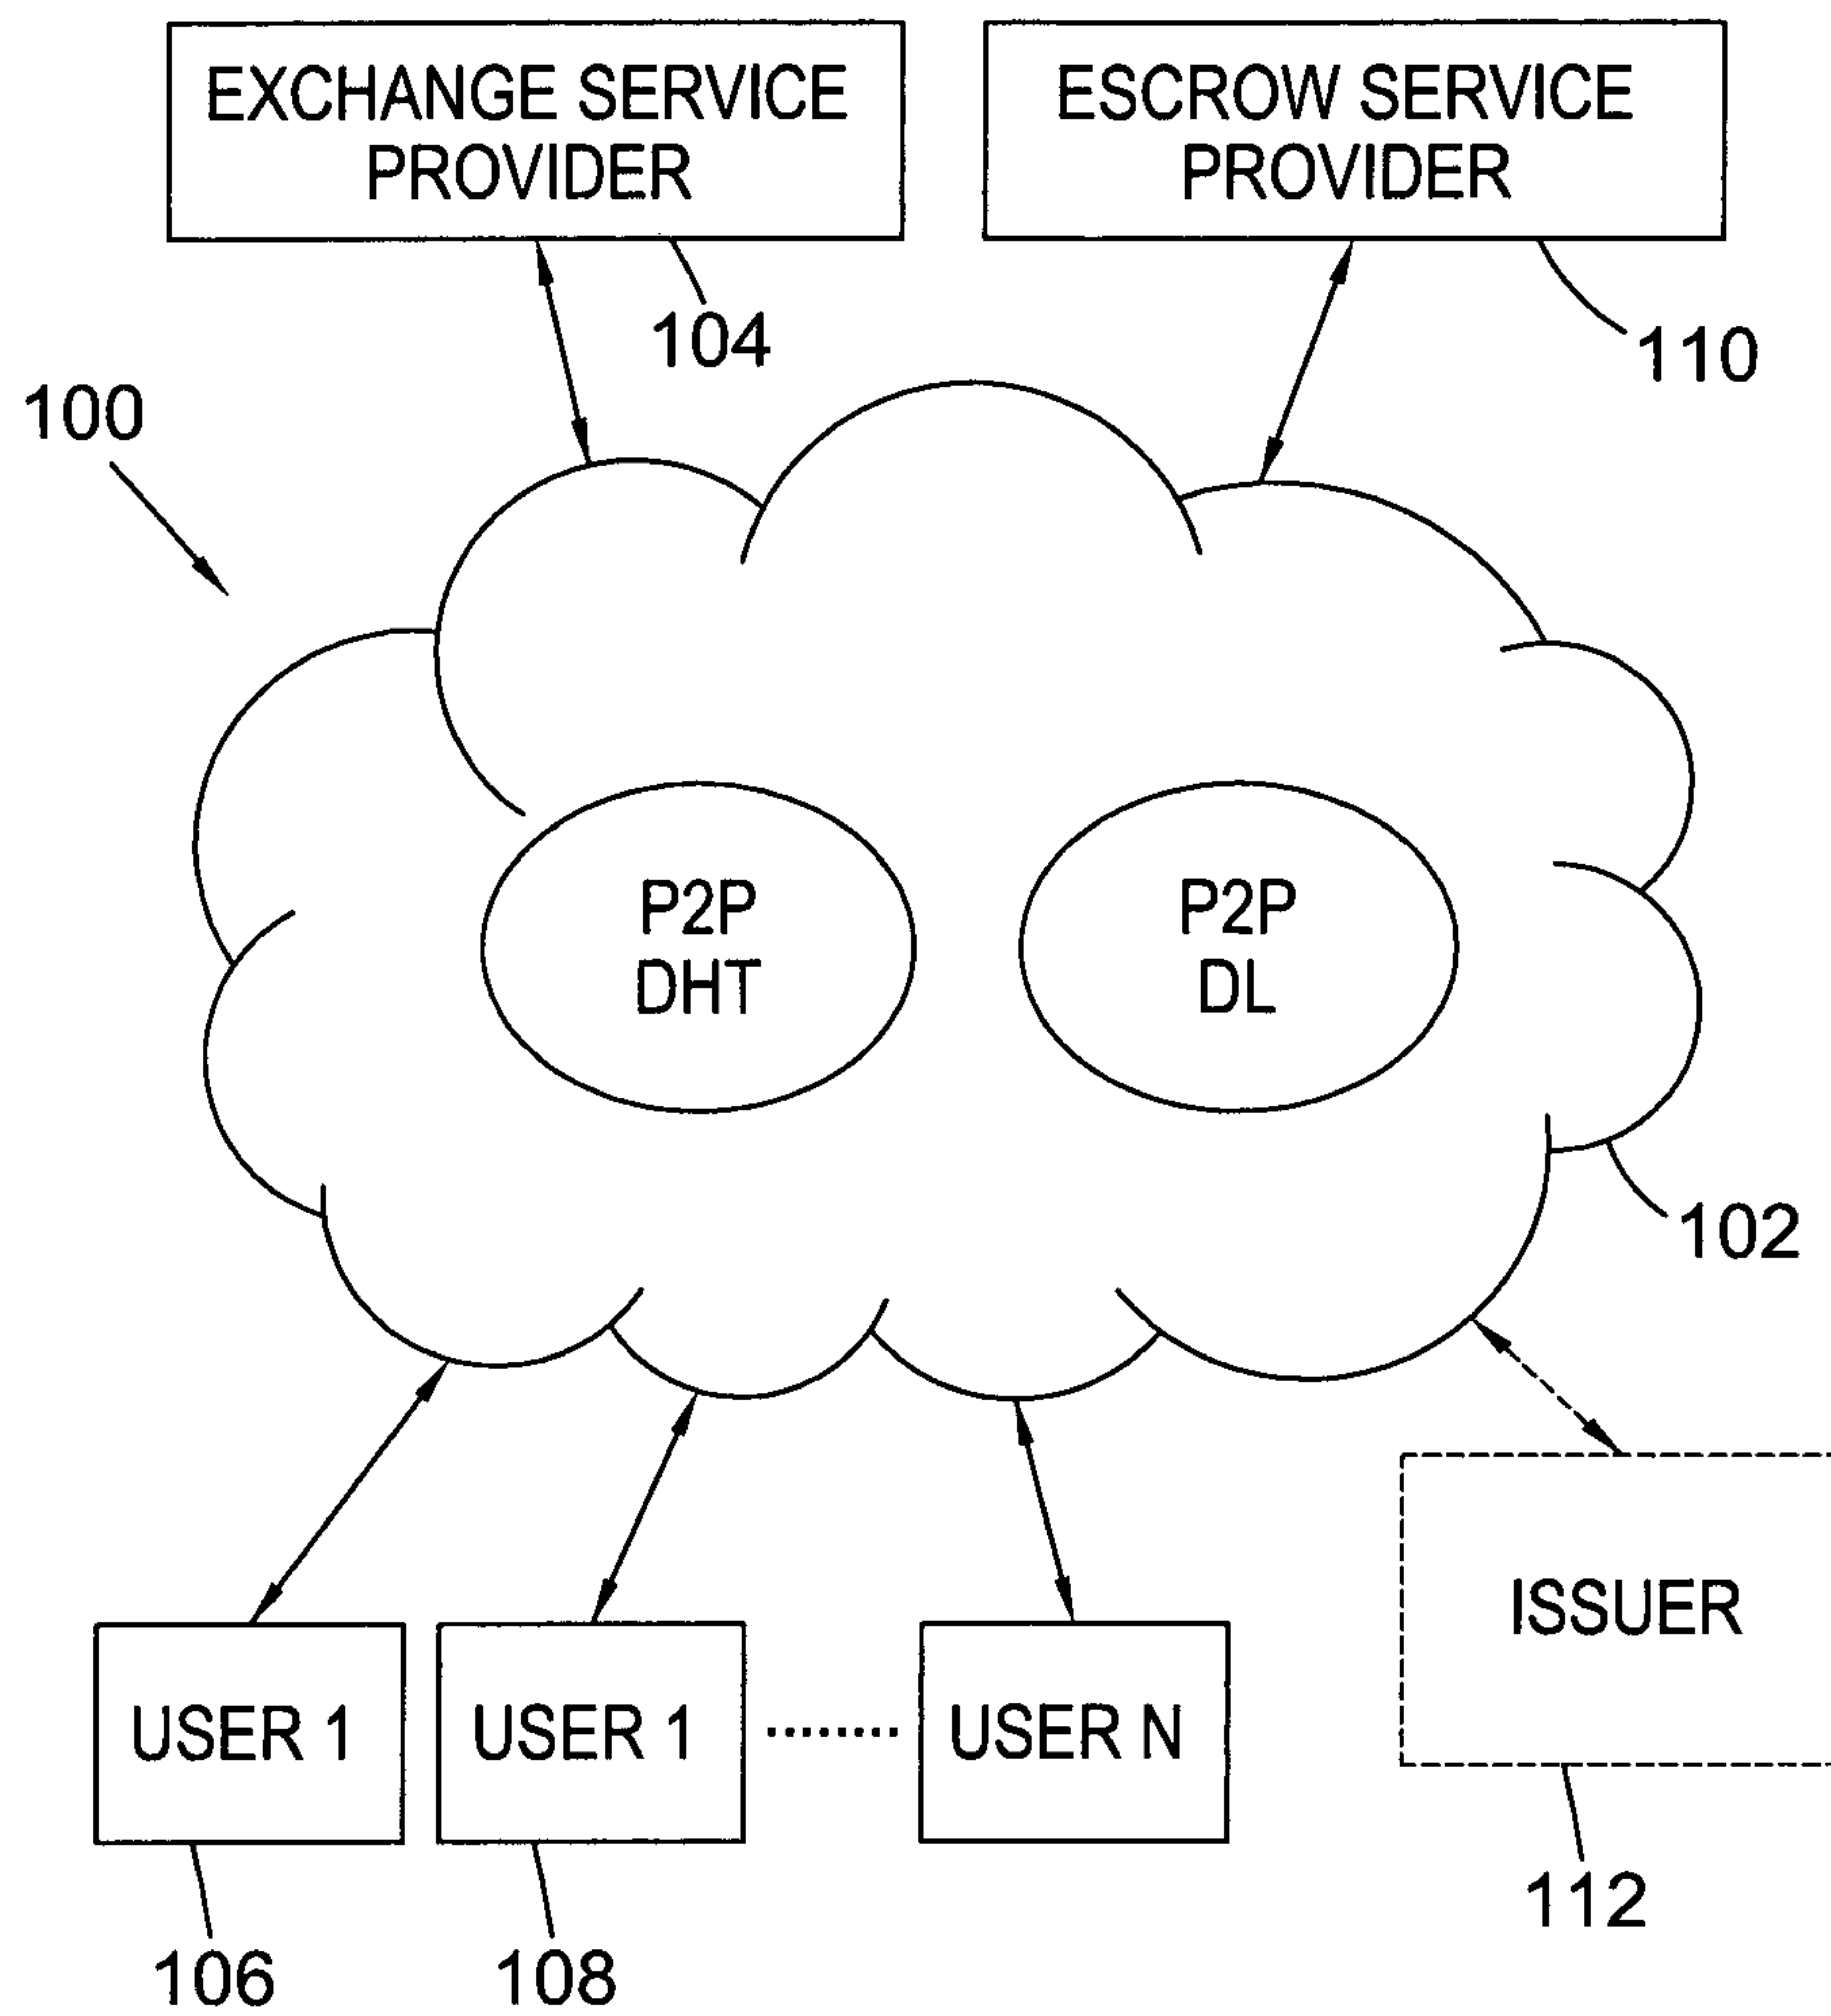 EXCHANGE SERVICE
PROVIDER
ESCROW SERVICE
PROVIDER
104
110
100
P2P
DHT
P2P
DL
102
ISSUER
USER 1
USER 1
........
USER N
112
106
108